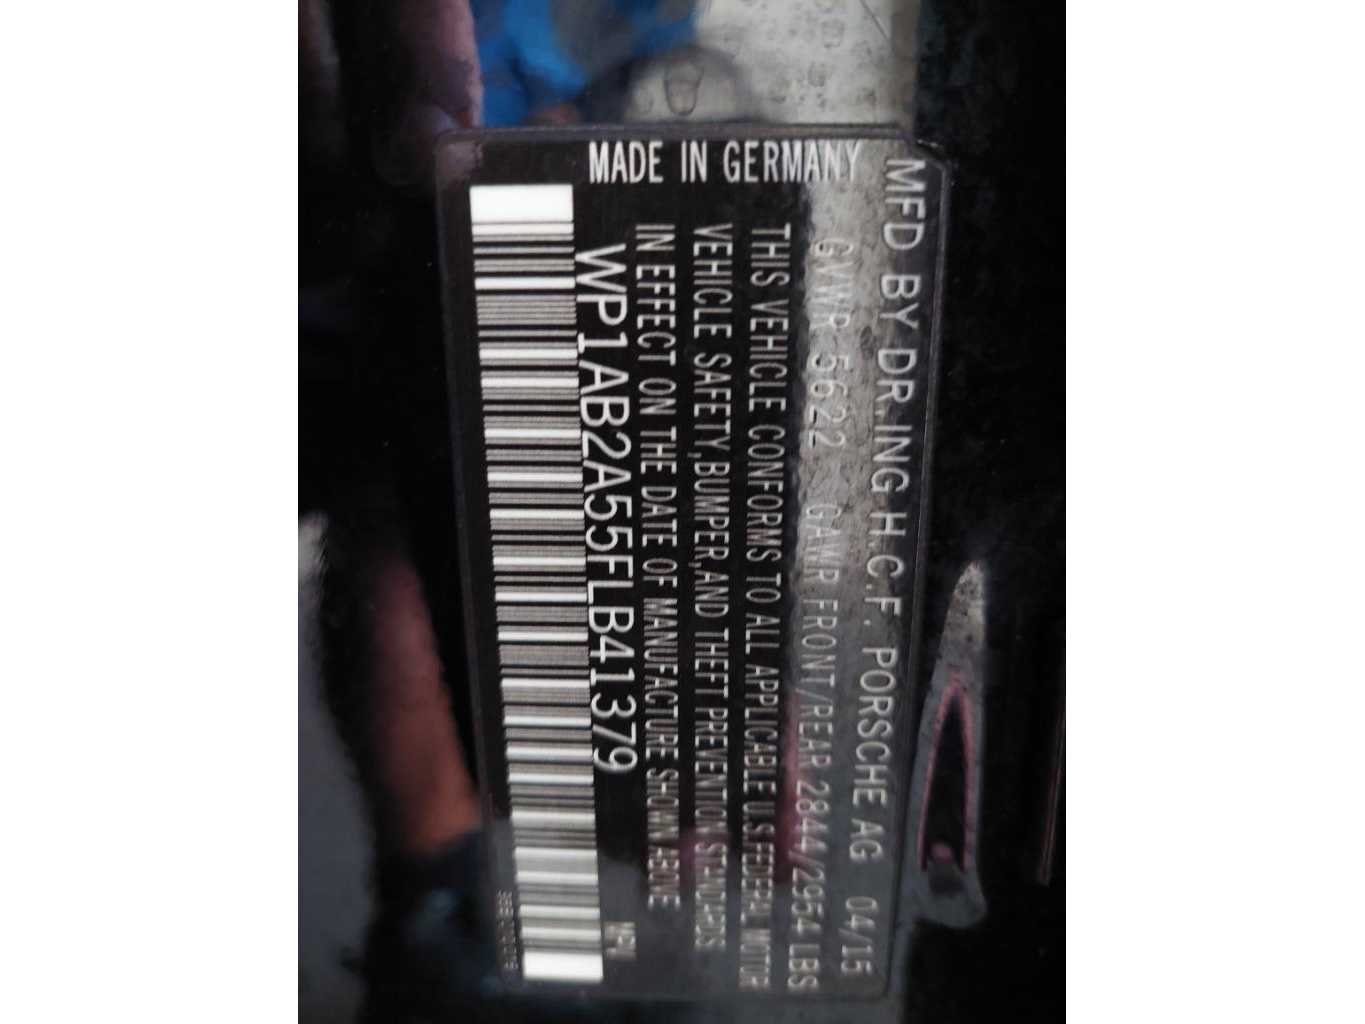 MFD BY DR.ING H.C.F. PORSCHE AG 04/15
GVWR 5622 GAWR FRONT/REAR 2844/2954 LBS
THIS VEHICLE CONFORMS TO ALL APPLICABLE U.S.FEDERAL MOTOR
VEHICLE SAFETY,BUMPER,AND THEFT PREVENTION STANDARDS
IN EFFECT ON THE DATE OF MANUFACTURE SHOWN ABOVE
WP1AB2A55FLB41379
MADE IN GERMANY